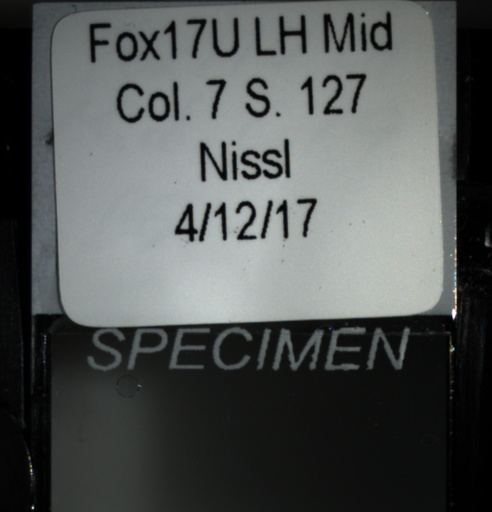 Fox17U LH Mid
Col. 7 S. 127
Nissl
4/12/17
SPECIMEN